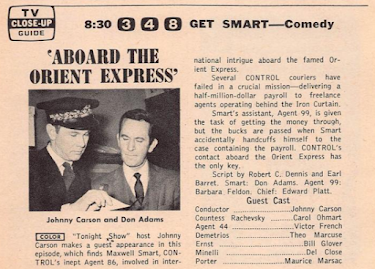 TV
CLOSE-UP
GUIDE
8:30 3 4 8 GET SMART—Comedy
'ABOARD THE
ORIENT EXPRESS'
Johnny Carson and Don Adams
COLOR "Tonight Show" host Johnny
Carson makes a guest appearance in this
episode, which finds Maxwell Smart, CON-
TROL's inept Agent 86, involved in inter-
national intrigue aboard the famed Or-
ient Express.
Several CONTROL couriers have
failed in a crucial mission—delivering a
half-million-dollar payroll to freelance
agents operating behind the Iron Curtain.
Smart's assistant, Agent 99, is given
the task of getting the money through,
but the bucks are passed when Smart
accidentally handcuffs himself to the
case containing the payroll. CONTROL's
contact aboard the Orient Express has
the only key.
Script by Robert C. Dennis and Earl
Barret. Smart: Don Adams. Agent 99:
Barbara Feldon. Chief: Edward Platt.
Guest Cast
Conductor Johnny Carson
Countess Rachevsky Carol Ohmart
Agent 44 Victor French
Demetrios Theo Marcuse
Ernst Bill Glover
Minelli Del Close
Porter Maurice Marsac